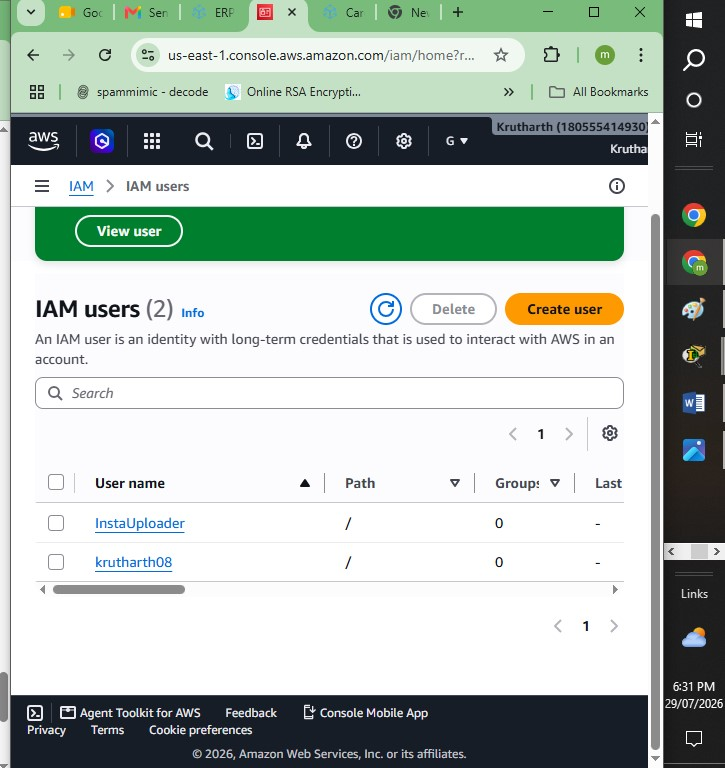 Goc
Sen
ERP
Car
Nev
us-east-1.console.aws.amazon.com/iam/home?r...
m
spammimic - decode
Online RSA Encrypti...
All Bookmarks
aws
G
Krutharth (180555414930)
Krutha
IAM
IAM users
View user
IAM users (2) Info
Delete
Create user
An IAM user is an identity with long-term credentials that is used to interact with AWS in an
account.
Search
1
User name
Path
Groups
Last
InstaUploader / 0 -
krutharth08 / 0 -
1
Agent Toolkit for AWS
Feedback
Console Mobile App
Privacy
Terms
Cookie preferences
© 2026, Amazon Web Services, Inc. or its affiliates.
m
Links
6:31 PM
29/07/2026